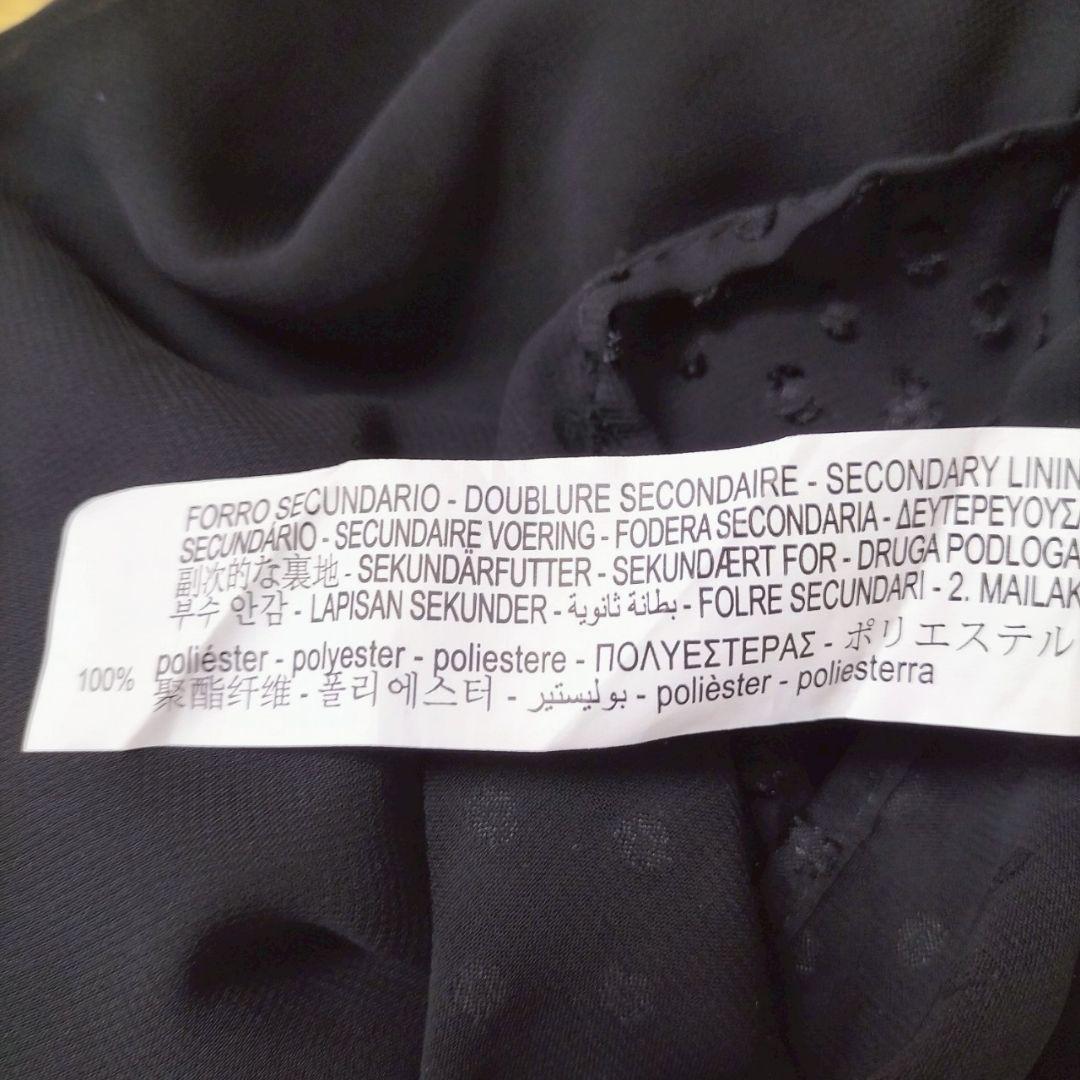 FORRO SECUNDARIO - DOUBLURE SECONDAIRE - SECONDARY LININ
SECUNDÁRIO - SECUNDAIRE VOERING - FODERA SECONDARIA - ΔΕΥΤΕΡΕΥΟΥΣΑ
副次的な裏地 - SEKUNDÄRFUTTER - SEKUNDÆRT FOR - DRUGA PODLOGA
부수 안감 - LAPISAN SEKUNDER - بطانة ثانوية - FOLRE SECUNDARI - 2. MAILAK
100% poliéster - polyester - poliestere - ΠΟΛΥΕΣΤΕΡΑΣ - ポリエステル
聚酯纤维 - 폴리에스터 - بوليستير - polièster - poliesterra